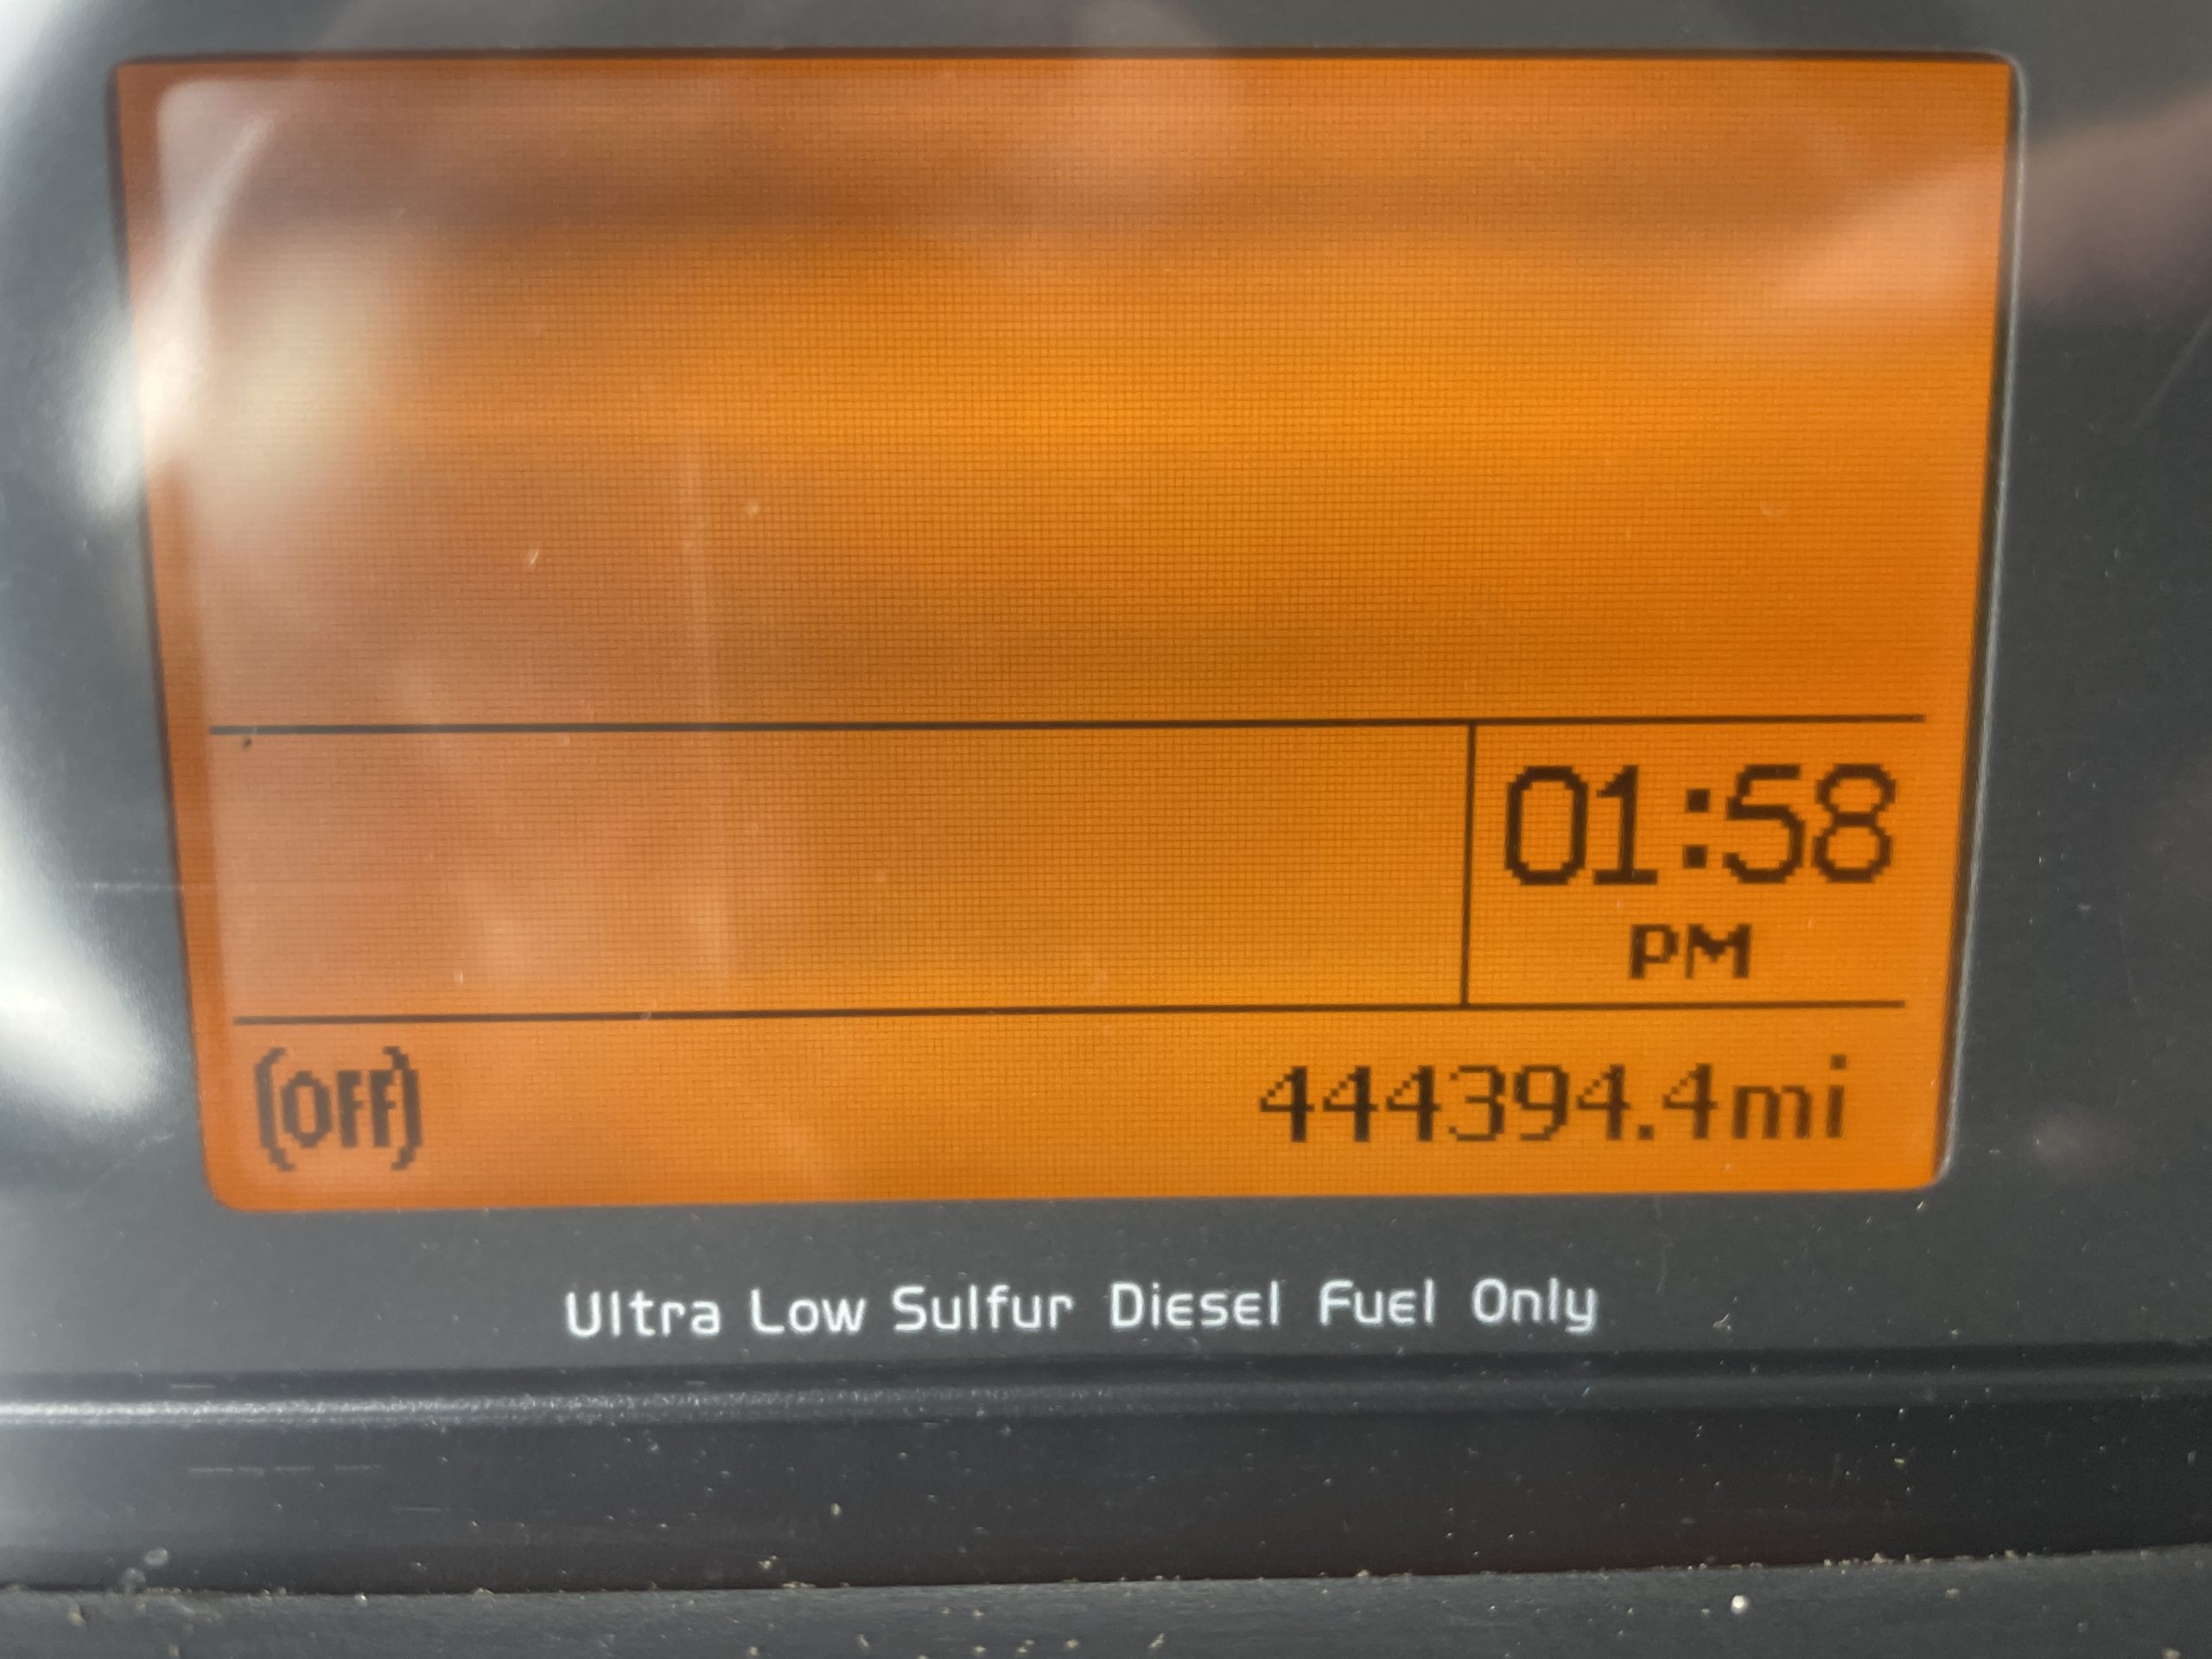 01:58
PM
(OFF)
444394.4mi
Ultra Low Sulfur Diesel Fuel Only